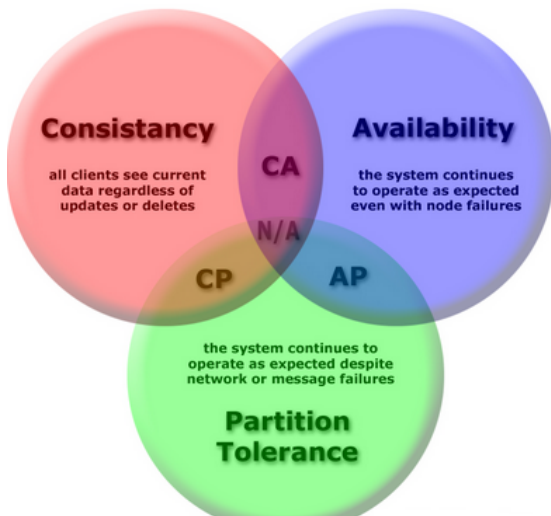 Consistancy
all clients see current
data regardless of
updates or deletes
Availability
the system continues
to operate as expected
even with node failures
CA
N/A
CP
AP
the system continues to
operate as expected despite
network or message failures
Partition
Tolerance